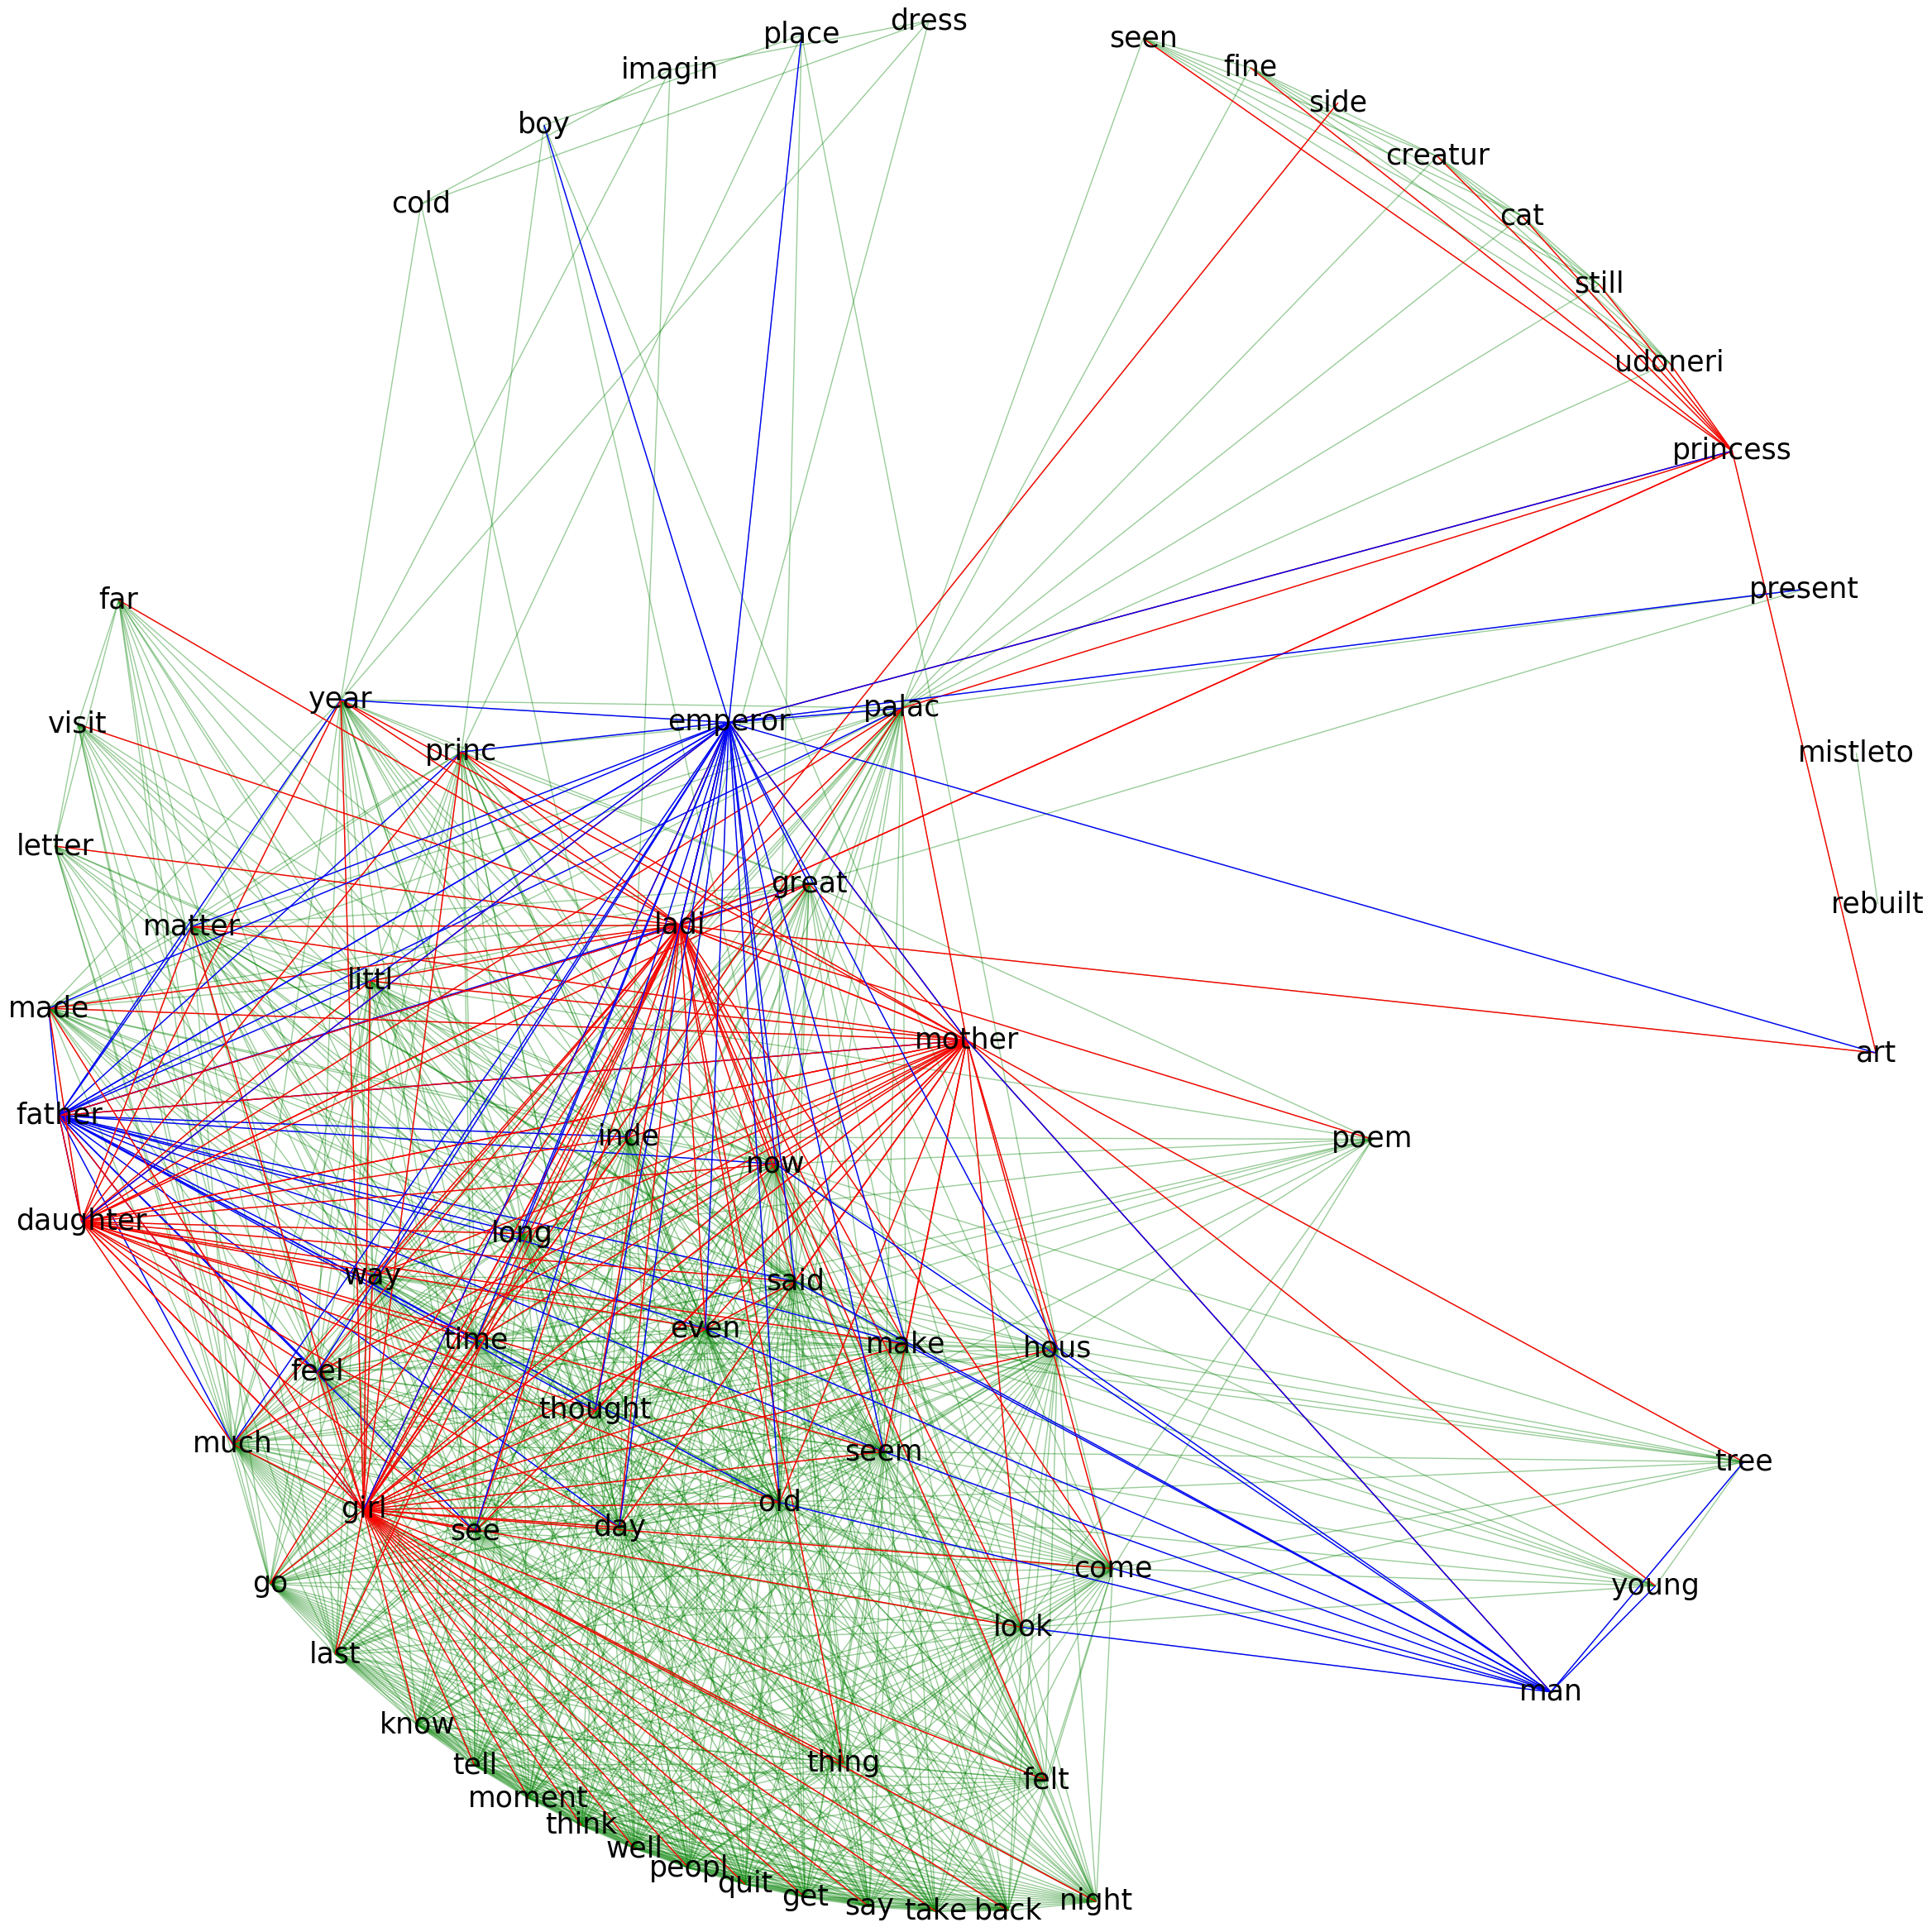 dress
place
seen
imagin
fine
side
boy
creatur
cold
cat
still
udoneri
princess
present
far
year
palac
visit
emperor
princ
mistleto
letter
great
rebuilt
matter
ladi
littl
made
mother
art
father
inde
poem
now
daughter
long
way
said
even
time
make
hous
feel
thought
much
seem
tree
old
girl
day
see
come
go
young
look
last
man
know
thing
tell
felt
moment
think
well
peopl
quit
get
night
say
take
back